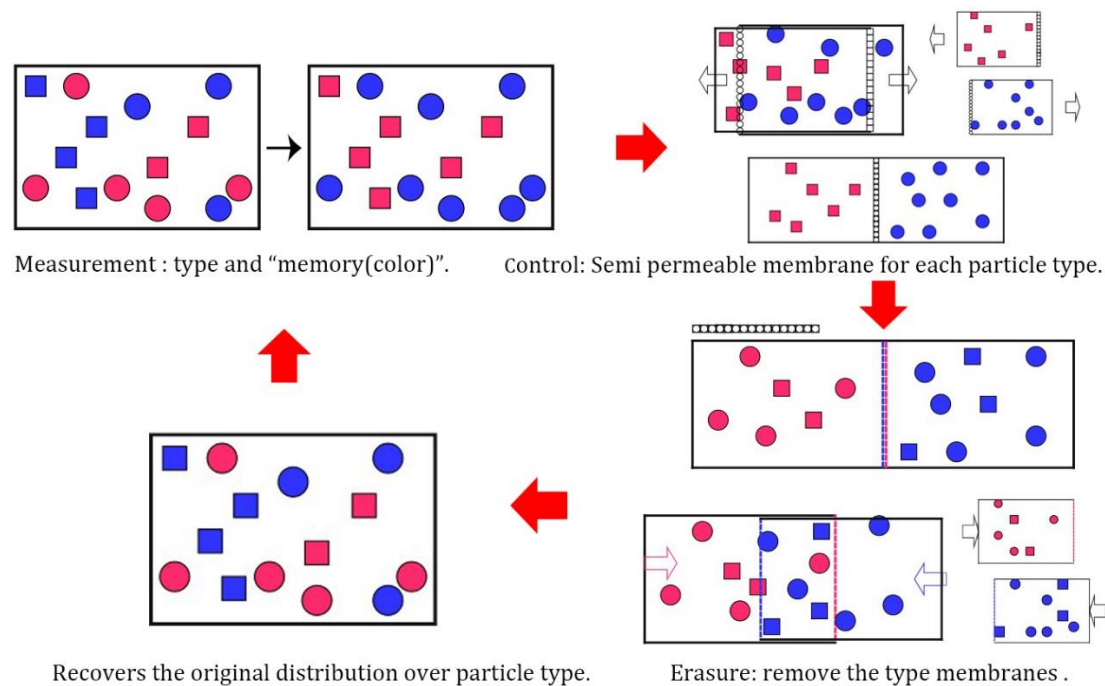 Measurement : type and “memory(color)”.
Control: Semi permeable membrane for each particle type.
Recovers the original distribution over particle type.
Erasure: remove the type membranes .